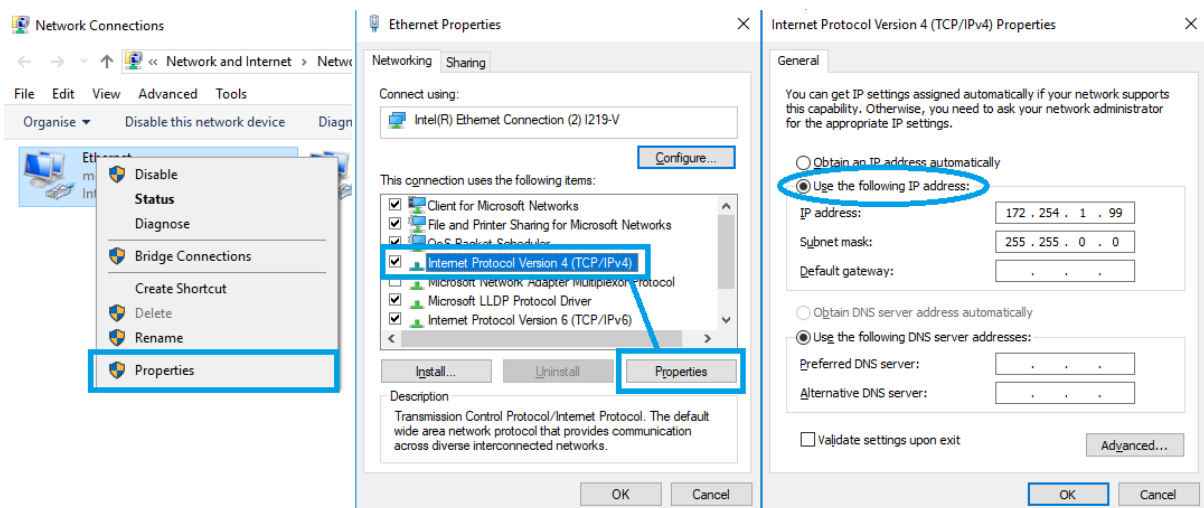 Network Connections
« Network and Internet › Netwo
File Edit View Advanced Tools
Organise Disable this network device Diagn
Ethernet
Disable
Status
Diagnose
Bridge Connections
Create Shortcut
Delete
Rename
Properties
Ethernet Properties
Networking Sharing
Connect using:
Intel(R) Ethernet Connection (2) I219-V
Configure...
This connection uses the following items:
Client for Microsoft Networks
File and Printer Sharing for Microsoft Networks
QoS Packet Scheduler
Internet Protocol Version 4 (TCP/IPv4)
Microsoft Network Adapter Multiplexor Protocol
Microsoft LLDP Protocol Driver
Internet Protocol Version 6 (TCP/IPv6)
Install... Uninstall Properties
Description
Transmission Control Protocol/Internet Protocol. The default
wide area network protocol that provides communication
across diverse interconnected networks.
OK Cancel
Internet Protocol Version 4 (TCP/IPv4) Properties
General
You can get IP settings assigned automatically if your network supports
this capability. Otherwise, you need to ask your network administrator
for the appropriate IP settings.
Obtain an IP address automatically
Use the following IP address:
IP address: 172 . 254 . 1 . 99
Subnet mask: 255 . 255 . 0 . 0
Default gateway: . . .
Obtain DNS server address automatically
Use the following DNS server addresses:
Preferred DNS server: . . .
Alternative DNS server: . . .
Validate settings upon exit
Advanced...
OK Cancel